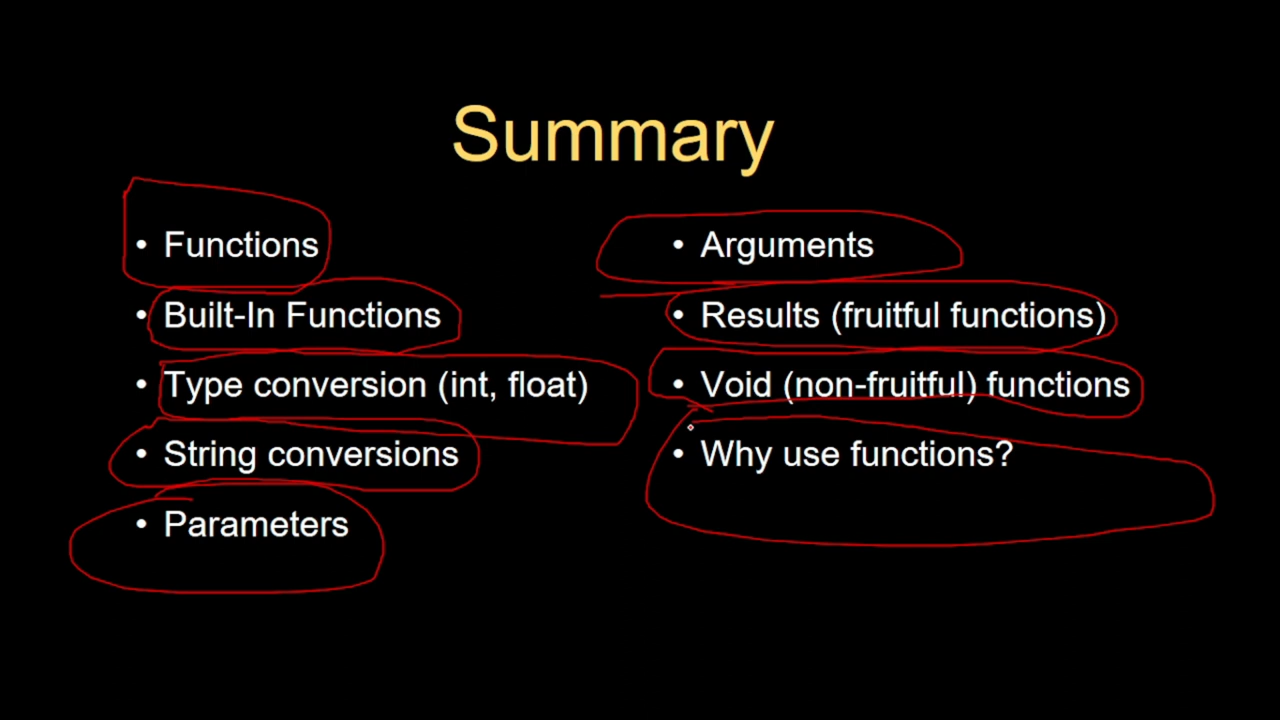 Summary
• Functions
• Built-In Functions
• Type conversion (int, float)
• String conversions
• Parameters
• Arguments
• Results (fruitful functions)
• Void (non-fruitful) functions
• Why use functions?